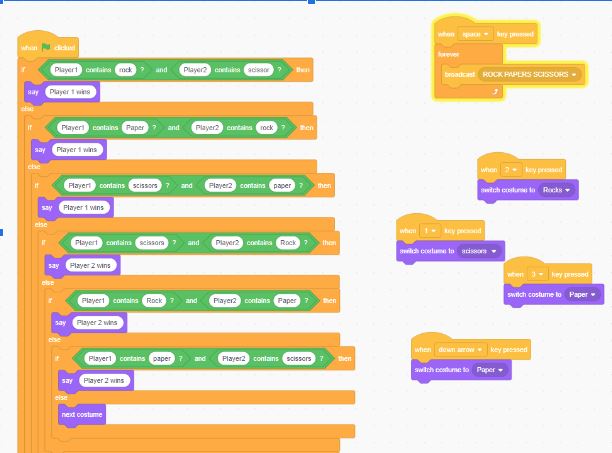 when clicked
if Player1 contains rock ? and Player2 contains scissor ? then
say Player 1 wins
else
if Player1 contains Paper ? and Player2 contains rock ? then
say Player 1 wins
else
if Player1 contains scissors ? and Player2 contains paper ? then
say Player 1 wins
else
if Player1 contains scissors ? and Player2 contains Rock ? then
say Player 2 wins
else
if Player1 contains Rock ? and Player2 contains Paper ? then
say Player 2 wins
else
if Player1 contains paper ? and Player2 contains scissors ? then
say Player 2 wins
else
next costume
when space key pressed
forever
broadcast ROCK PAPERS SCISSORS
when 2 key pressed
switch costume to Rocks
when 1 key pressed
switch costume to scissors
when 3 key pressed
switch costume to Paper
when down arrow key pressed
switch costume to Paper